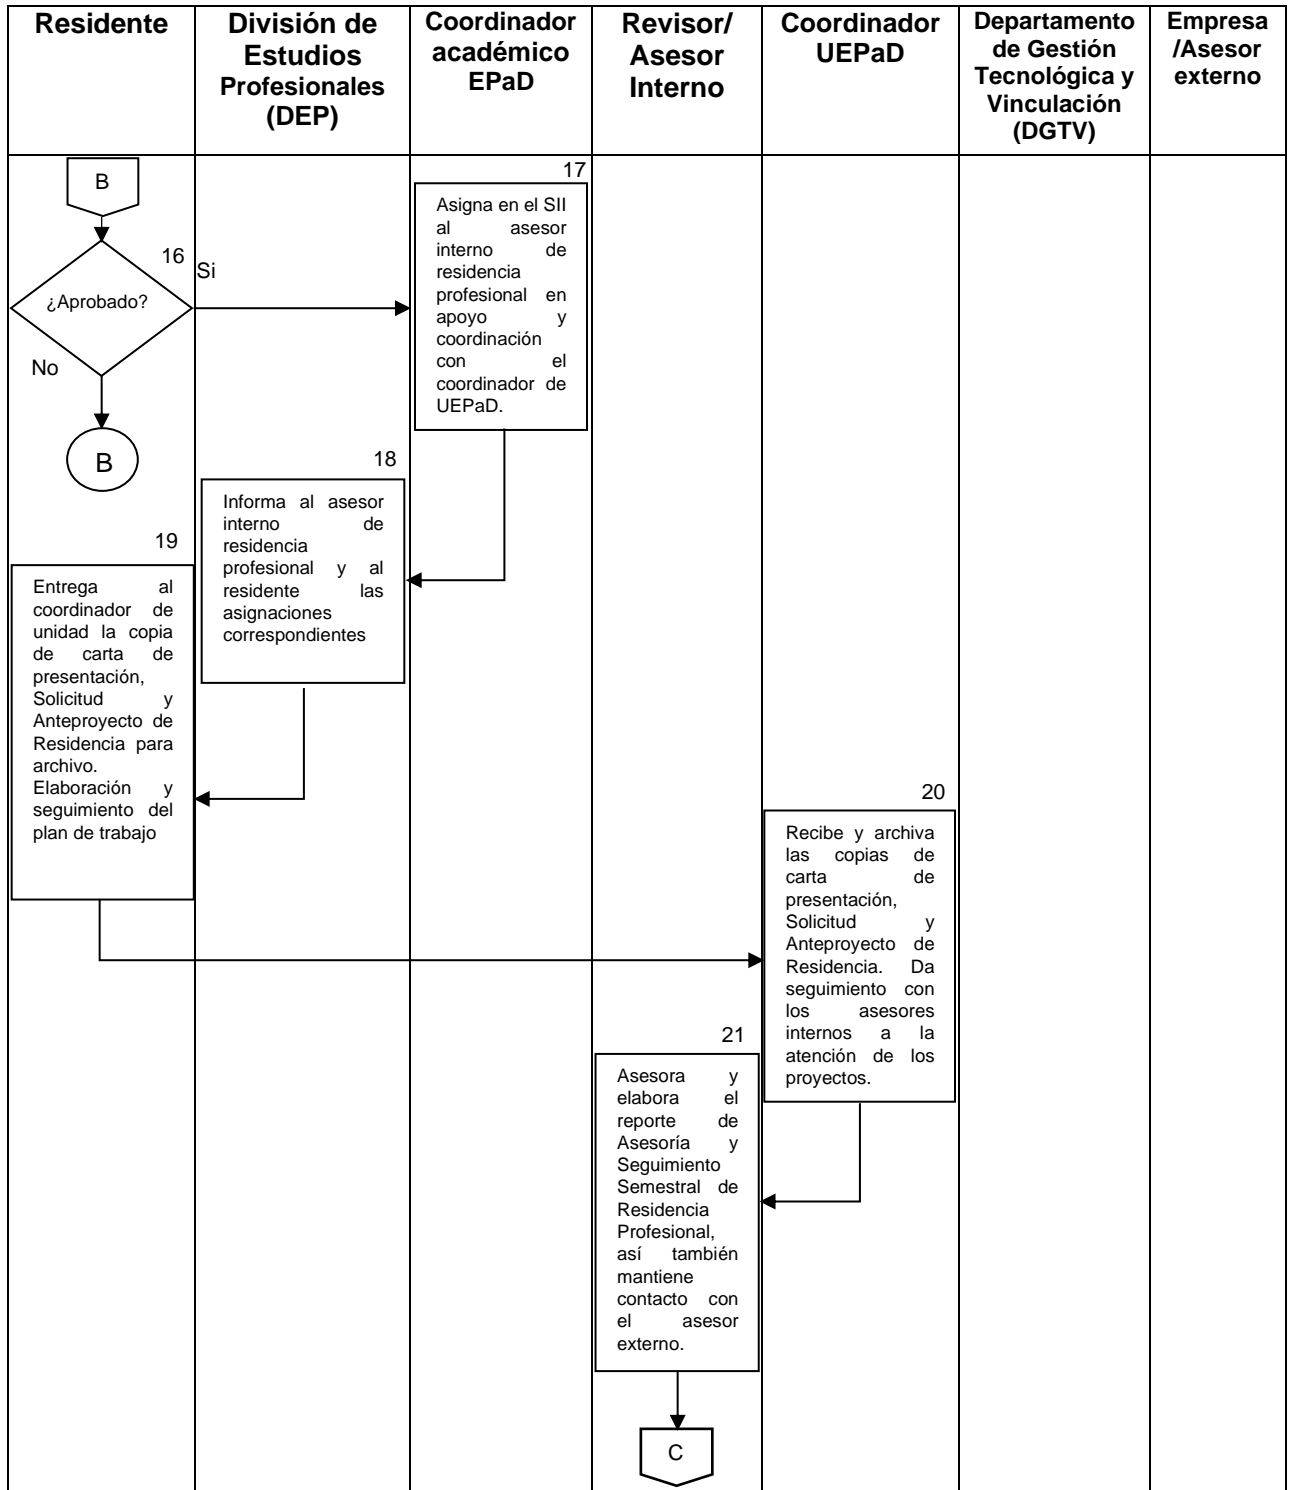 Residente
División de
Estudios
Profesionales
(DEP)
Coordinador
académico
EPaD
Revisor/
Asesor
Interno
Coordinador
UEPaD
Departamento
de Gestión
Tecnológica y
Vinculación
(DGTV)
Empresa
/Asesor
externo
B
16
Si
¿Aprobado?
No
B
17
Asigna en el SII
al asesor
interno de
residencia
profesional en
apoyo y
coordinación
con el
coordinador de
UEPaD.
18
Informa al asesor
interno de
residencia
profesional y al
residente las
asignaciones
correspondientes
19
Entrega al
coordinador de
unidad la copia
de carta de
presentación,
Solicitud y
Anteproyecto de
Residencia para
archivo.
Elaboración y
seguimiento del
plan de trabajo
20
Recibe y archiva
las copias de
carta de
presentación,
Solicitud y
Anteproyecto de
Residencia. Da
seguimiento con
los asesores
internos a la
atención de los
proyectos.
21
Asesora y
elabora el
reporte de
Asesoría y
Seguimiento
Semestral de
Residencia
Profesional,
así también
mantiene
contacto con
el asesor
externo.
C